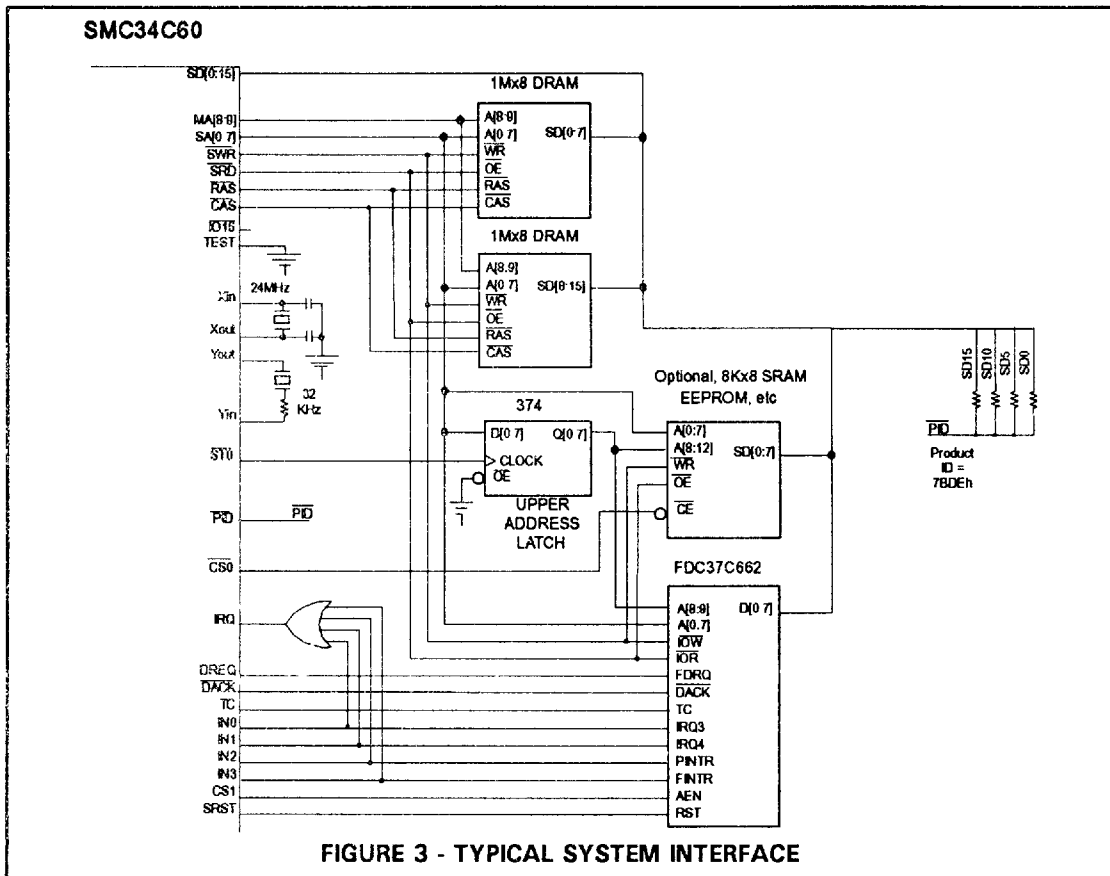 SMC34C60
SD[0:15]
MA[8:9]
SA[0 7]
SWR
SRD
RAS
CAS
IO15
TEST
Xin
24MHz
Xout
Yout
32
KHz
Yin
ST0
PID
PID
CS0
IRQ
DREQ
DACK
TC
IN0
IN1
IN2
IN3
CS1
SRST
1Mx8 DRAM
A[8:9]
A[0:7]
SD[0:7]
WR
OE
RAS
CAS
1Mx8 DRAM
A[8:9]
A[0 7]
SD[8:15]
WR
OE
RAS
CAS
374
D[0 7]
Q[0 7]
CLOCK
OE
UPPER
ADDRESS
LATCH
Optional, 8Kx8 SRAM
EEPROM, etc
A[0:7]
A[8:12]
SD[0:7]
WR
OE
CE
FDC37C662
A[8:9]
D[0 7]
A[0:7]
IOW
IOR
FDRQ
DACK
TC
IRQ3
IRQ4
PINTR
FINTR
AEN
RST
SD15
SD10
SD5
SD0
PID
Product
ID =
7BDEh
FIGURE 3 - TYPICAL SYSTEM INTERFACE